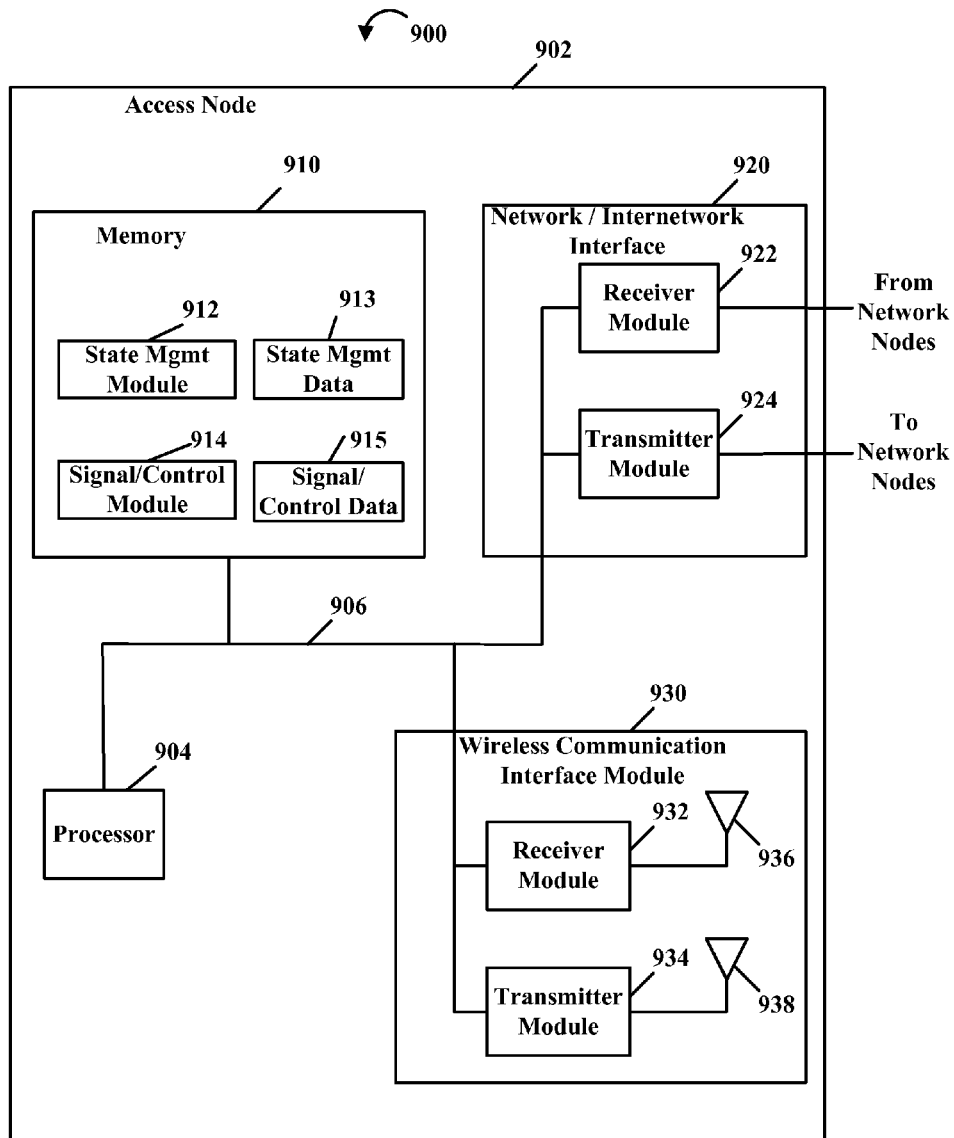 900
902
Access Node
910
Memory
912
913
State Mgmt
Module
State Mgmt
Data
914
915
Signal/Control
Module
Signal/
Control Data
920
Network / Internetwork
Interface
922
Receiver
Module
From
Network
Nodes
924
Transmitter
Module
To
Network
Nodes
906
904
Processor
930
Wireless Communication
Interface Module
932
Receiver
Module
936
934
Transmitter
Module
938